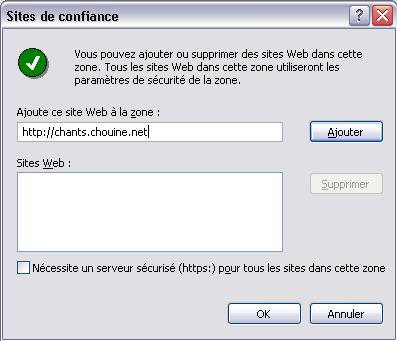 Sites de confiance
Vous pouvez ajouter ou supprimer des sites Web dans cette
zone. Tous les sites Web dans cette zone utiliseront les
paramètres de sécurité de la zone.
Ajoute ce site Web à la zone :
http://chants.chouine.net
Ajouter
Sites Web :
Supprimer
Nécessite un serveur sécurisé (https:) pour tous les sites dans cette zone
OK
Annuler